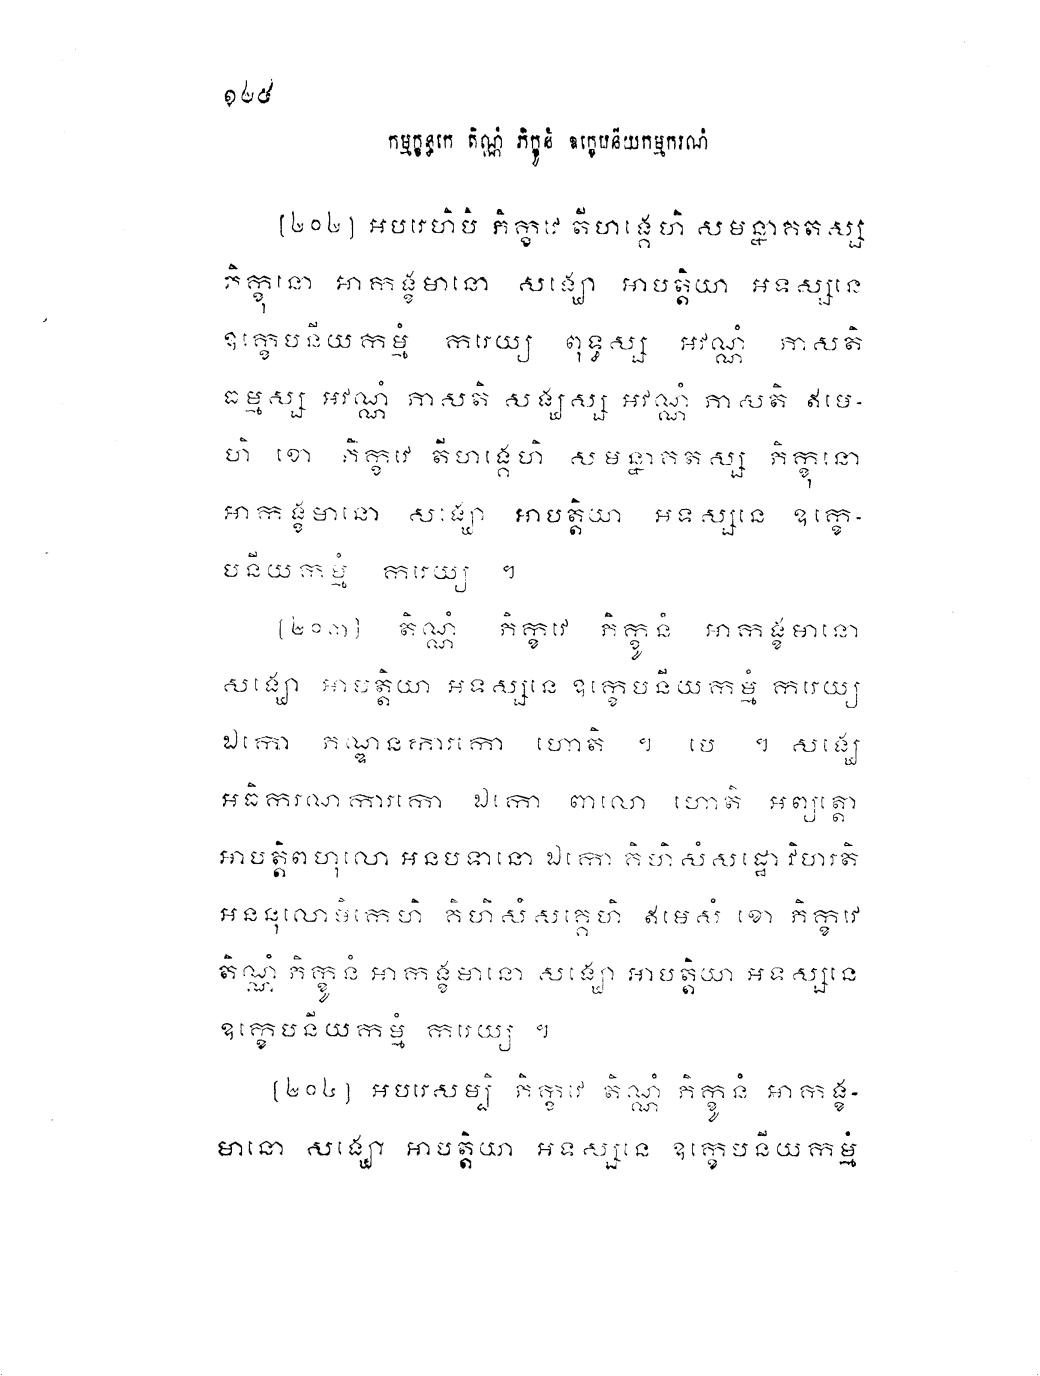 ១៤៥
កម្មក្ខន្ធកេ តិណ្ណំ ភិក្ខូនំ ឧក្ខេបនីយកម្មករណំ
[២០២] អបរេហិបិ ភិក្ខវេ តីហង្គេហិ សមន្នាគតស្ស
ភិក្ខុនោ អាកង្ខមានោ សង្ឃោ អាបត្តិយា អទស្សនេ
ឧក្ខេបនីយកម្មំ ករេយ្យ ពុទ្ធស្ស អវណ្ណំ ភាសតិ
ធម្មស្ស អវណ្ណំ ភាសតិ សង្ឃស្ស អវណ្ណំ ភាសតិ ឥមេ-
ហិ ខោ ភិក្ខវេ តីហង្គេហិ សមន្នាគតស្ស ភិក្ខុនោ
អាកង្ខមានោ សង្ឃោ អាបត្តិយា អទស្សនេ ឧក្ខេ-
បនីយកម្មំ ករេយ្យ ។
[២០៣] តិណ្ណំ ភិក្ខវេ ភិក្ខូនំ អាកង្ខមានោ
សង្ឃោ អាបត្តិយា អទស្សនេ ឧក្ខេបនីយកម្មំ ករេយ្យ
ឯកោ ភណ្ឌនការកោ ហោតិ ។ បេ ។ សង្ឃេ
អធិករណការកោ ឯកោ ពាលោ ហោតិ អព្យត្តោ
អាបត្តិពហុលោ អនបទានោ ឯកោ គិហិសំសដ្ឋោ វិហរតិ
អននុលោមិកេហិ គិហិសំសគ្គេហិ ឥមេសំ ខោ ភិក្ខវេ
តិណ្ណំ ភិក្ខូនំ អាកង្ខមានោ សង្ឃោ អាបត្តិយា អទស្សនេ
ឧក្ខេបនីយកម្មំ ករេយ្យ ។
[២០៤] អបរេសម្បិ ភិក្ខវេ តិណ្ណំ ភិក្ខូនំ អាកង្ខ-
មានោ សង្ឃោ អាបត្តិយា អទស្សនេ ឧក្ខេបនីយកម្មំ